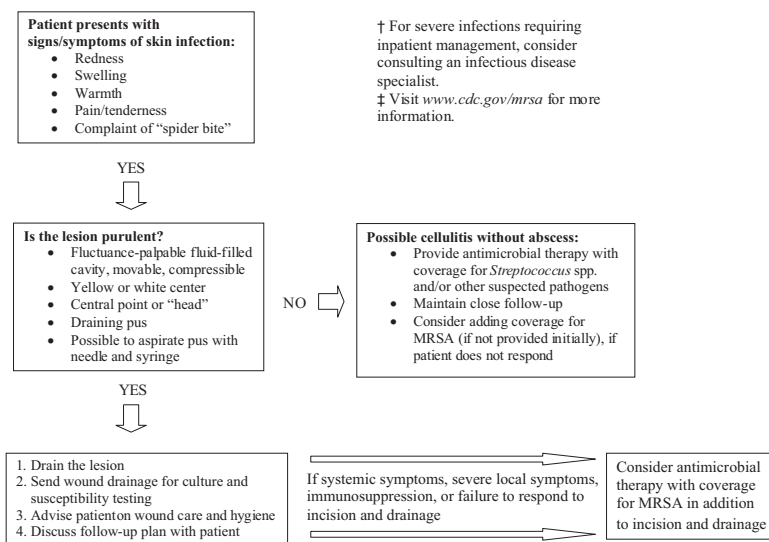 Patient presents with
signs/symptoms of skin infection:
• Redness
• Swelling
• Warmth
• Pain/tenderness
• Complaint of “spider bite”
† For severe infections requiring
inpatient management, consider
consulting an infectious disease
specialist.
‡ Visit www.cdc.gov/mrsa for more
information.
YES
Is the lesion purulent?
• Fluctuance-palpable fluid-filled
cavity, movable, compressible
• Yellow or white center
• Central point or “head”
• Draining pus
• Possible to aspirate pus with
needle and syringe
NO
Possible cellulitis without abscess:
• Provide antimicrobial therapy with
coverage for Streptococcus spp.
and/or other suspected pathogens
• Maintain close follow-up
• Consider adding coverage for
MRSA (if not provided initially), if
patient does not respond
YES
1. Drain the lesion
2. Send wound drainage for culture and
susceptibility testing
3. Advise patienton wound care and hygiene
4. Discuss follow-up plan with patient
If systemic symptoms, severe local symptoms,
immunosuppression, or failure to respond to
incision and drainage
Consider antimicrobial
therapy with coverage
for MRSA in addition
to incision and drainage